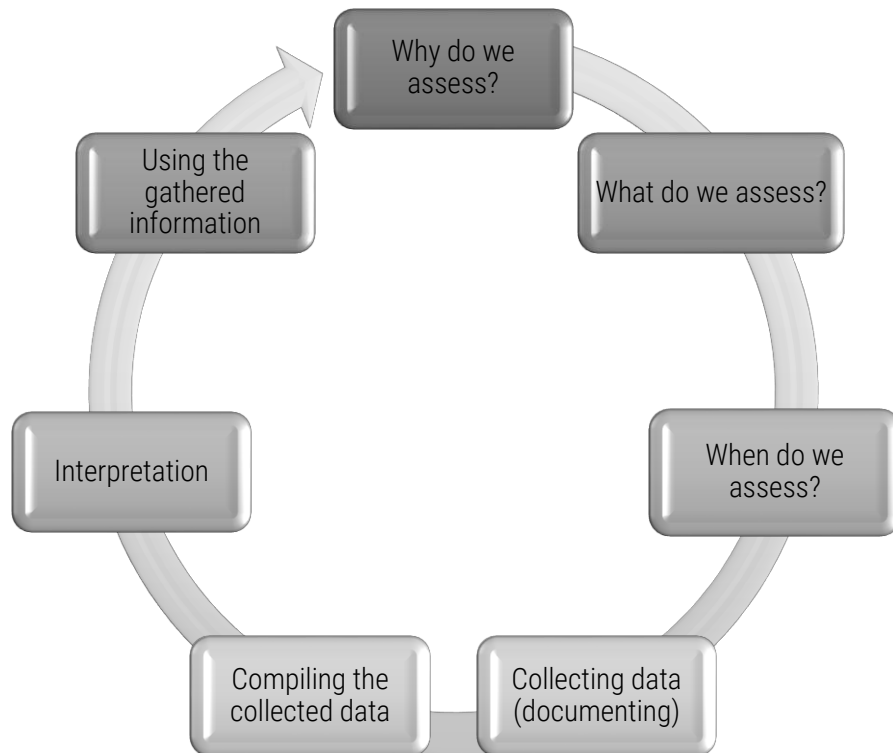 Why do we
assess?
What do we assess?
When do we
assess?
Collecting data
(documenting)
Compiling the
collected data
Interpretation
Using the
gathered
information